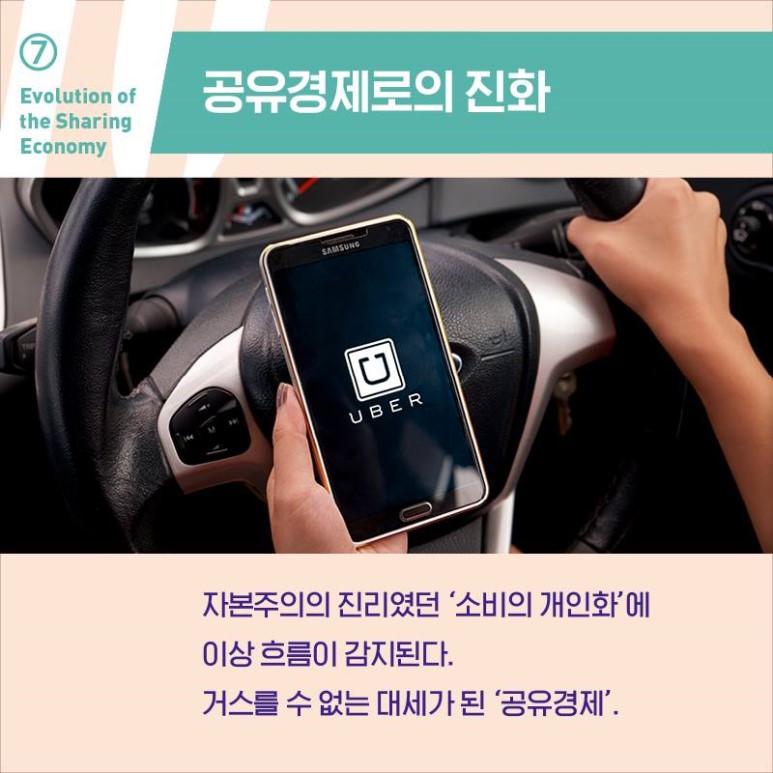 ⑦
Evolution of
the Sharing
Economy
공유경제로의 진화
SAMSUNG
UBER
자본주의의 진리였던 ‘소비의 개인화’에
이상 흐름이 감지된다.
거스를 수 없는 대세가 된 ‘공유경제’.